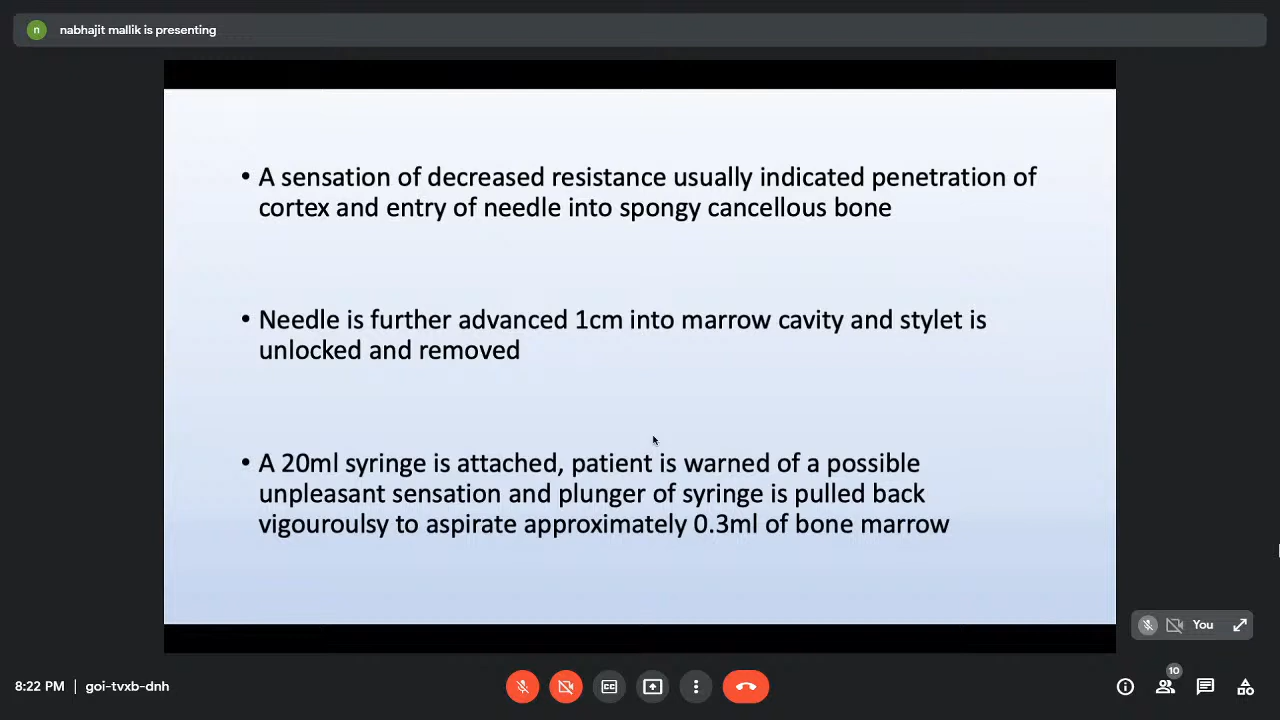 n
nabhajit mallik is presenting
• A sensation of decreased resistance usually indicated penetration of
cortex and entry of needle into spongy cancellous bone
• Needle is further advanced 1cm into marrow cavity and stylet is
unlocked and removed
• A 20ml syringe is attached, patient is warned of a possible
unpleasant sensation and plunger of syringe is pulled back
vigouroulsy to aspirate approximately 0.3ml of bone marrow
You
8:22 PM | goi-tvxb-dnh
CC
10